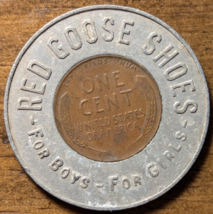 RED GOOSE SHOES
- FOR BOYS - FOR GIRLS -
ONE
CENT